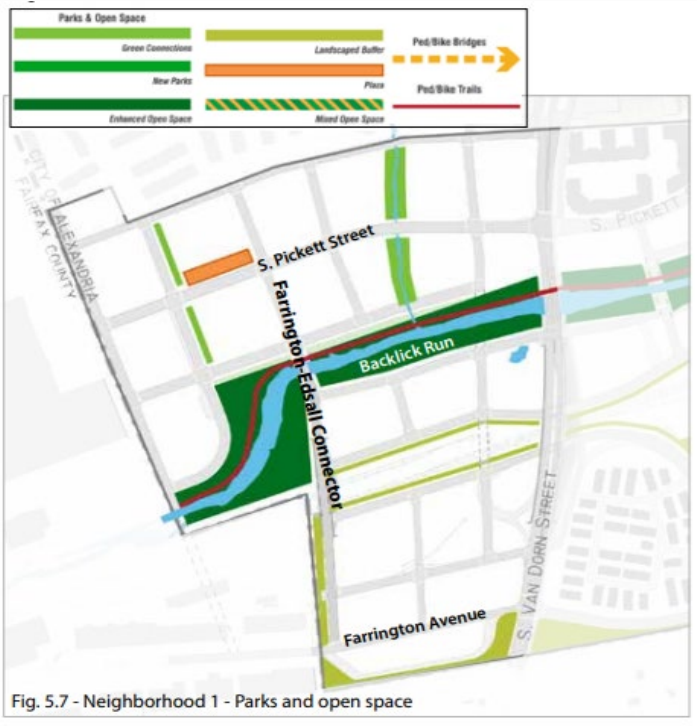 Parks & Open Space
Green Connections
New Parks
Enhanced Open Space
Landscaped Buffer
Plaza
Mixed Open Space
Ped/Bike Bridges
Ped/Bike Trails
CITY OF ALEXANDRIA
FAIRFAX COUNTY
S. PICKETT
S. Pickett Street
Farrington-Edsall Connector
Backlick Run
S. VAN DORN STREET
Farrington Avenue
Fig. 5.7 - Neighborhood 1 - Parks and open space